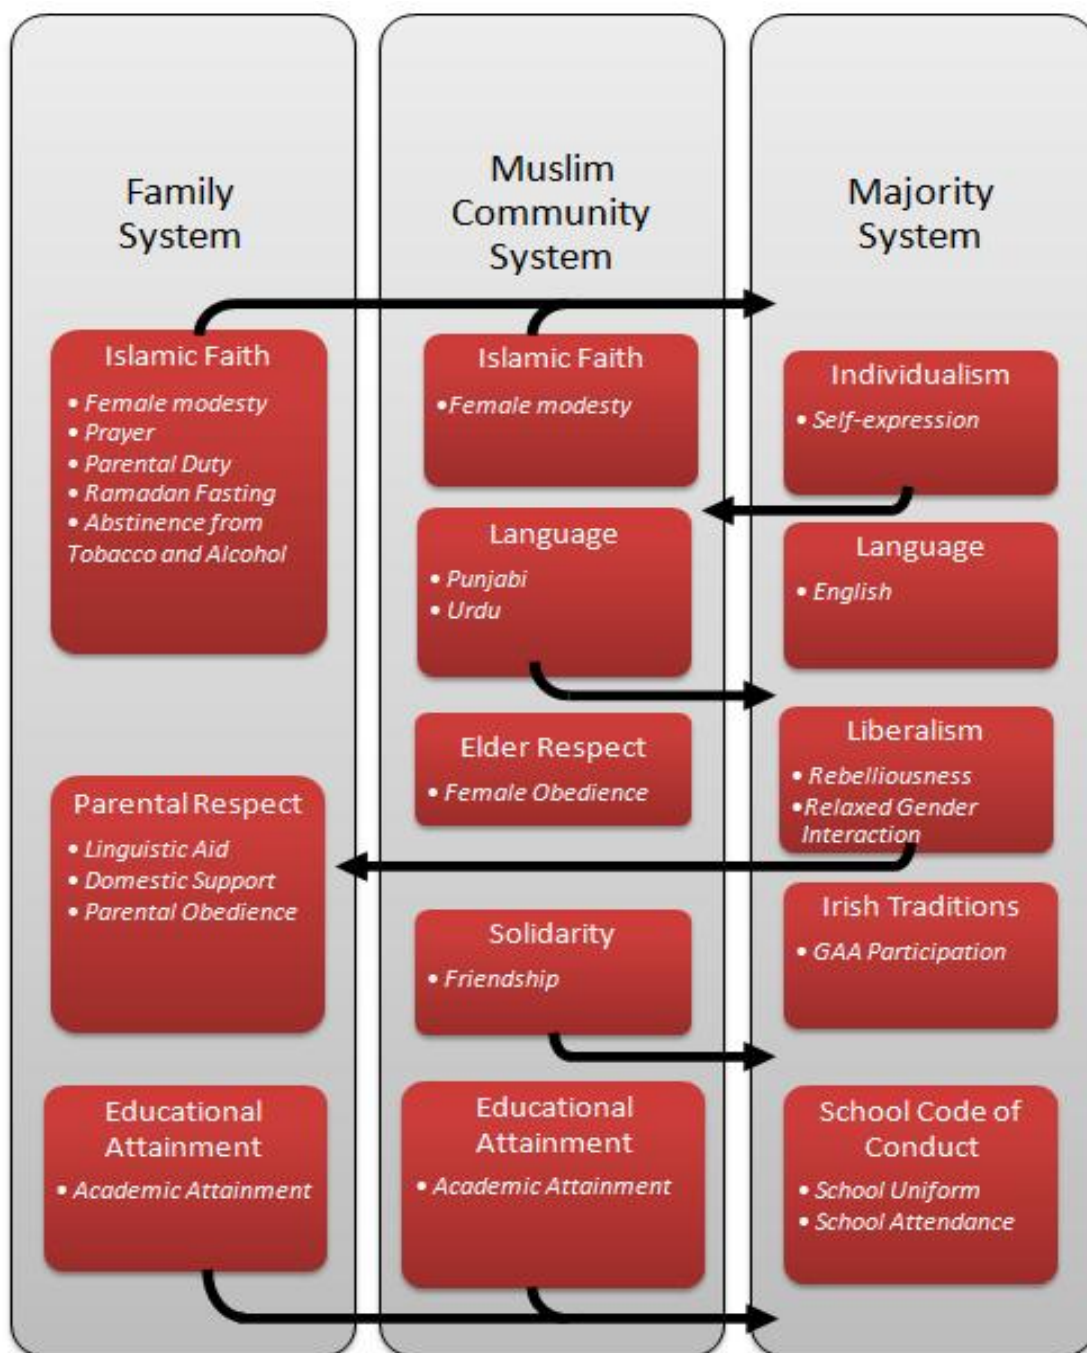 Family
System
Islamic Faith
• Female modesty
• Prayer
• Parental Duty
• Ramadan Fasting
• Abstinence from
Tobacco and Alcohol
Parental Respect
• Linguistic Aid
• Domestic Support
• Parental Obedience
Educational
Attainment
• Academic Attainment
Muslim
Community
System
Islamic Faith
•Female modesty
Language
• Punjabi
• Urdu
Elder Respect
• Female Obedience
Solidarity
• Friendship
Educational
Attainment
• Academic Attainment
Majority
System
Individualism
• Self-expression
Language
• English
Liberalism
• Rebelliousness
•Relaxed Gender
Interaction
Irish Traditions
• GAA Participation
School Code of
Conduct
• School Uniform
• School Attendance